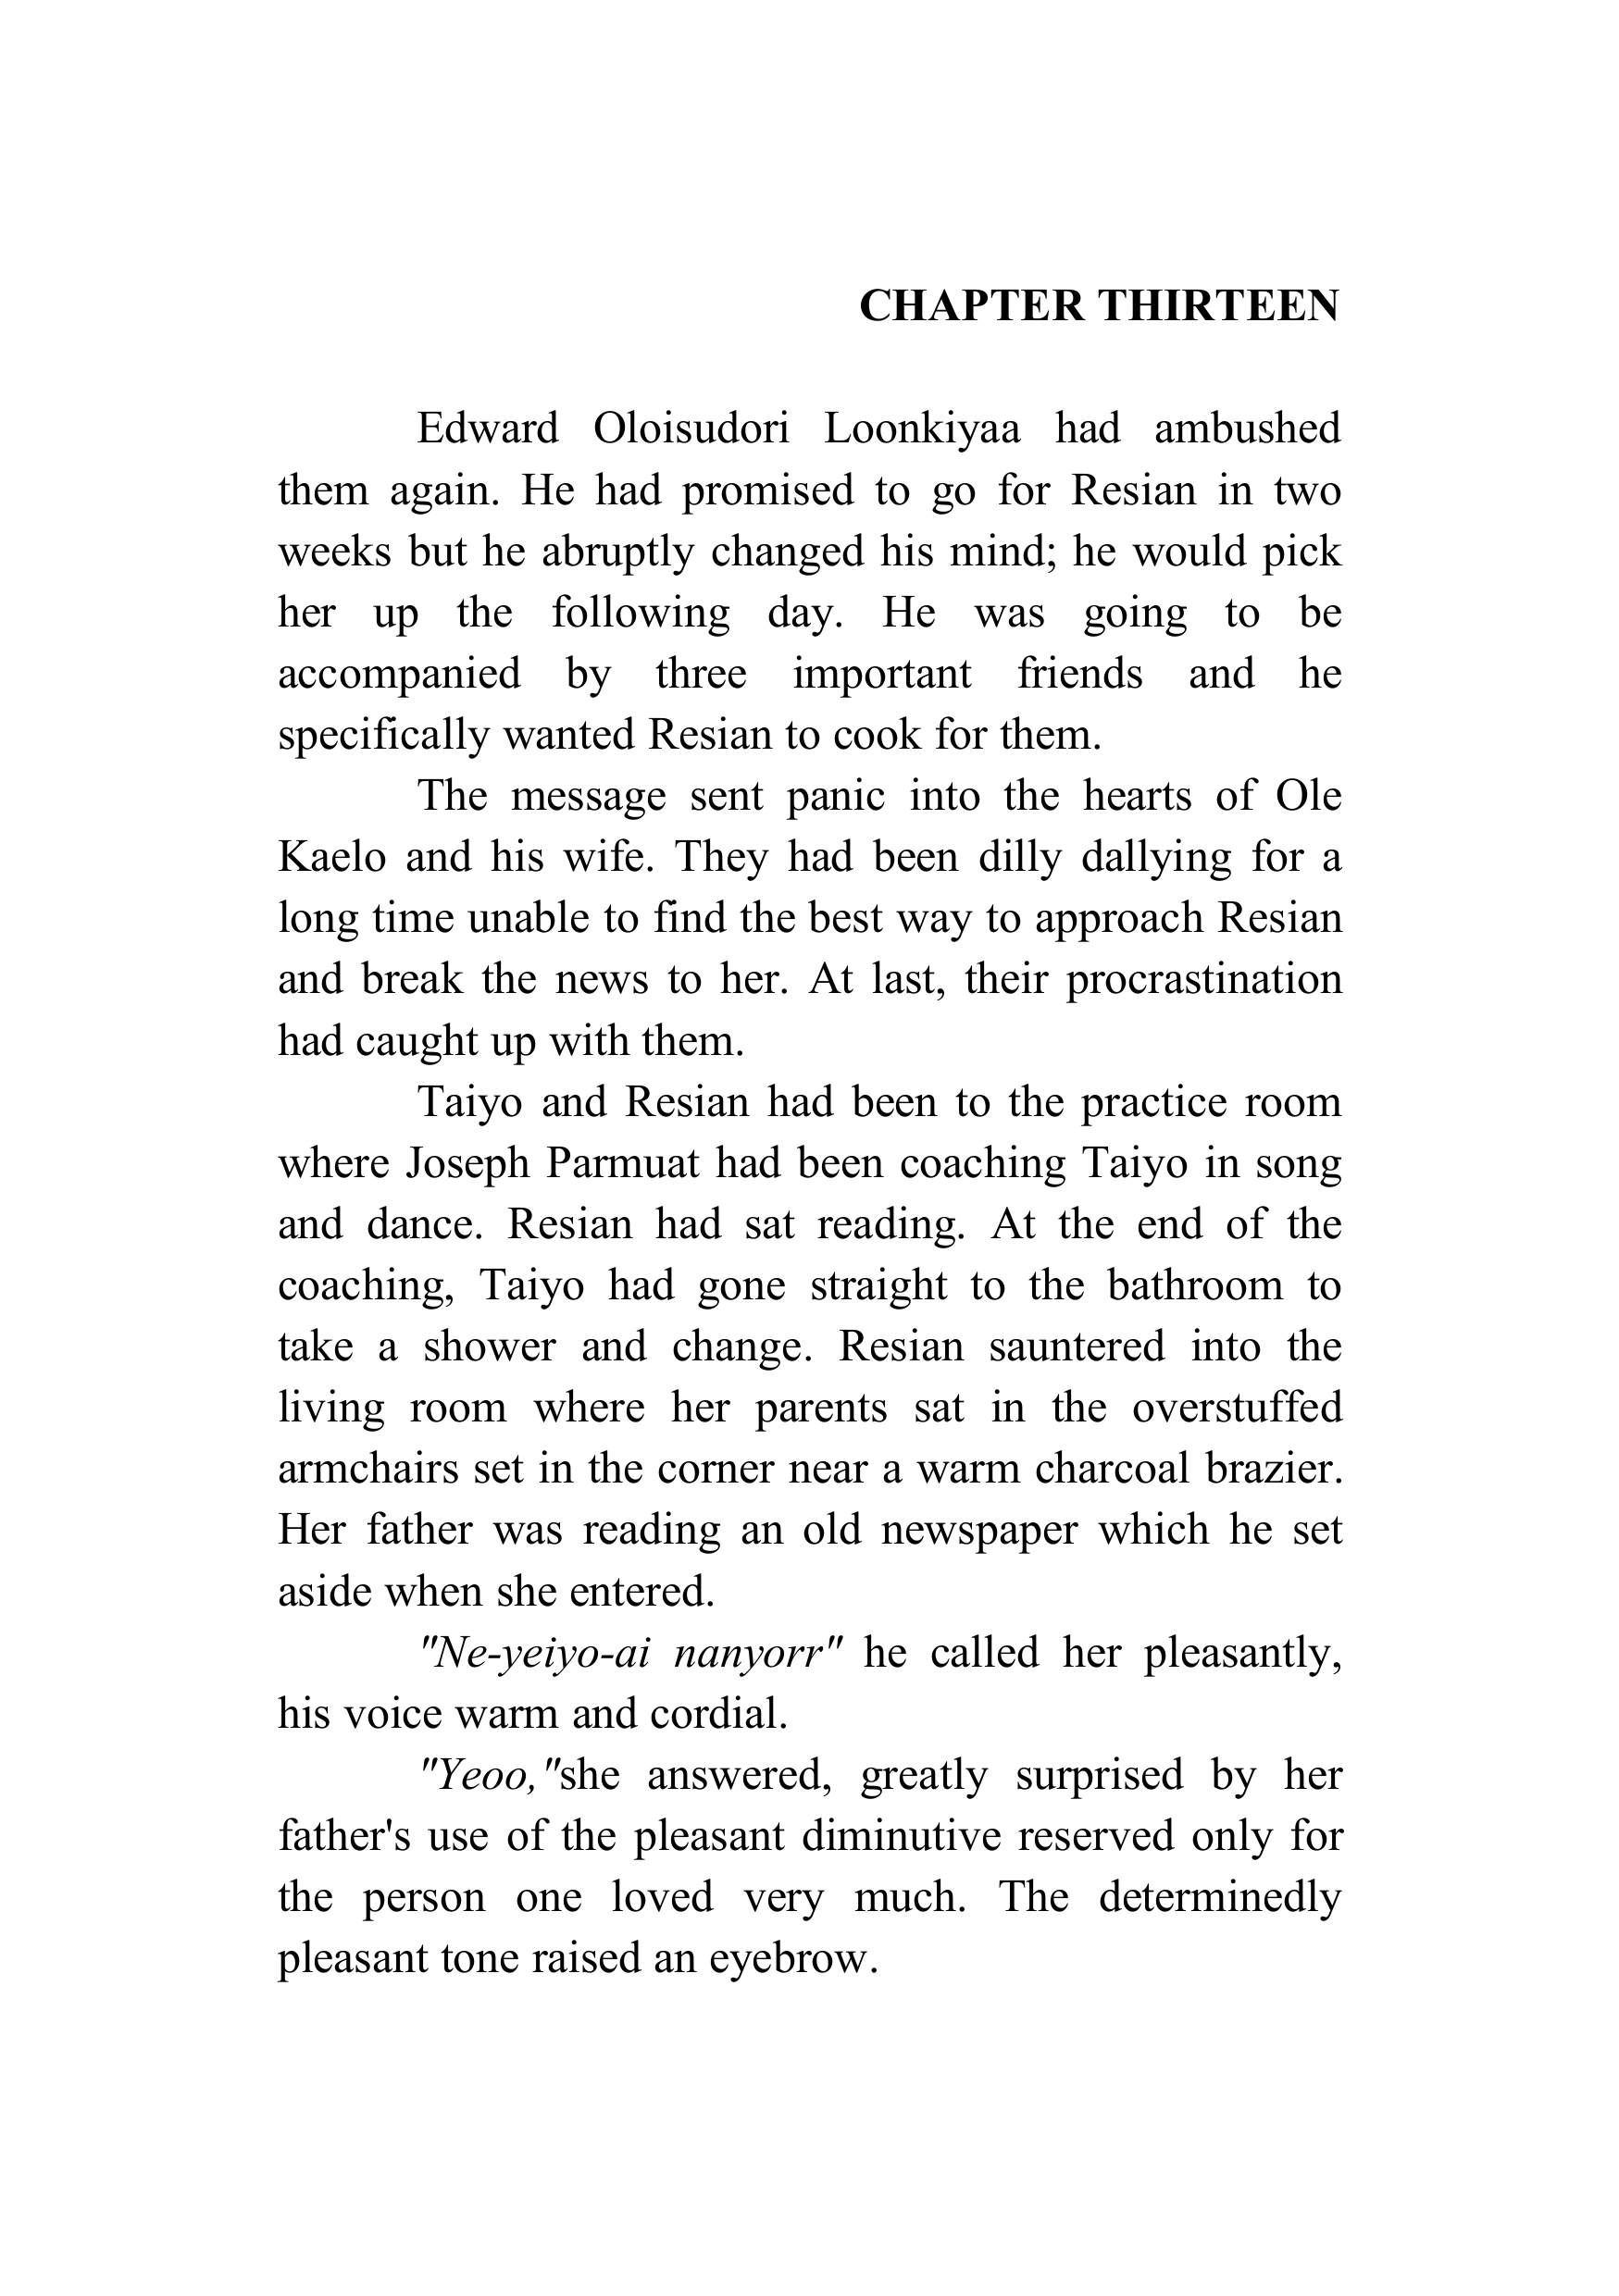 CHAPTER THIRTEEN
Edward Oloisudori Loonkiyaa had ambushed
them again. He had promised to go for Resian in two
weeks but he abruptly changed his mind; he would pick
her up the following day. He was going to be
accompanied by three important friends and he
specifically wanted Resian to cook for them.
The message sent panic into the hearts of Ole
Kaelo and his wife. They had been dilly dallying for a
long time unable to find the best way to approach Resian
and break the news to her. At last, their procrastination
had caught up with them.
Taiyo and Resian had been to the practice room
where Joseph Parmuat had been coaching Taiyo in song
and dance. Resian had sat reading. At the end of the
coaching, Taiyo had gone straight to the bathroom to
take a shower and change. Resian sauntered into the
living room where her parents sat in the overstuffed
armchairs set in the corner near a warm charcoal brazier.
Her father was reading an old newspaper which he set
aside when she entered.
"Ne-yeiyo-ai nanyorr" he called her pleasantly,
his voice warm and cordial.
"Yeoo,"she answered, greatly surprised by her
father's use of the pleasant diminutive reserved only for
the person one loved very much. The determinedly
pleasant tone raised an eyebrow.